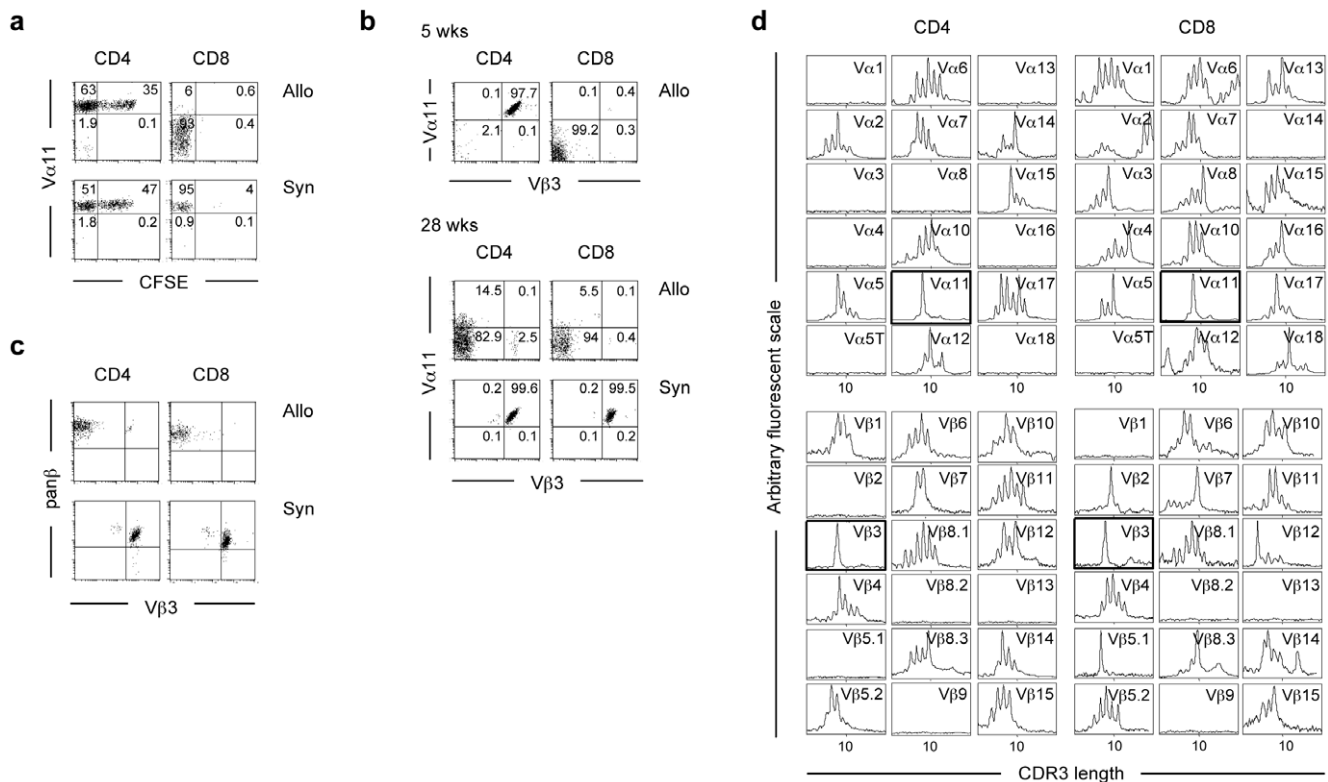 a
CD4 CD8
63 35 6 0.6 Allo
1.9 0.1 93 0.4
51 47 95 4 Syn
1.8 0.2 0.9 0.1
Vα11
CFSE
b
5 wks
CD4 CD8
0.1 97.7 0.1 0.4 Allo
2.1 0.1 99.2 0.3
Vα11
Vβ3
28 wks
CD4 CD8
14.5 0.1 5.5 0.1 Allo
82.9 2.5 94 0.4
0.2 99.6 0.2 99.5 Syn
0.1 0.1 0.1 0.2
Vα11
Vβ3
c
CD4 CD8
Allo
Syn
panβ
Vβ3
d
CD4 CD8
Vα1 Vα6 Vα13 Vα1 Vα6 Vα13
Vα2 Vα7 Vα14 Vα2 Vα7 Vα14
Vα3 Vα8 Vα15 Vα3 Vα8 Vα15
Vα4 Vα10 Vα16 Vα4 Vα10 Vα16
Vα5 Vα11 Vα17 Vα5 Vα11 Vα17
Vα5T Vα12 Vα18 Vα5T Vα12 Vα18
10 10 10 10 10 10
Vβ1 Vβ6 Vβ10 Vβ1 Vβ6 Vβ10
Vβ2 Vβ7 Vβ11 Vβ2 Vβ7 Vβ11
Vβ3 Vβ8.1 Vβ12 Vβ3 Vβ8.1 Vβ12
Vβ4 Vβ8.2 Vβ13 Vβ4 Vβ8.2 Vβ13
Vβ5.1 Vβ8.3 Vβ14 Vβ5.1 Vβ8.3 Vβ14
Vβ5.2 Vβ9 Vβ15 Vβ5.2 Vβ9 Vβ15
10 10 10 10 10 10
Arbitrary fluorescent scale
CDR3 length